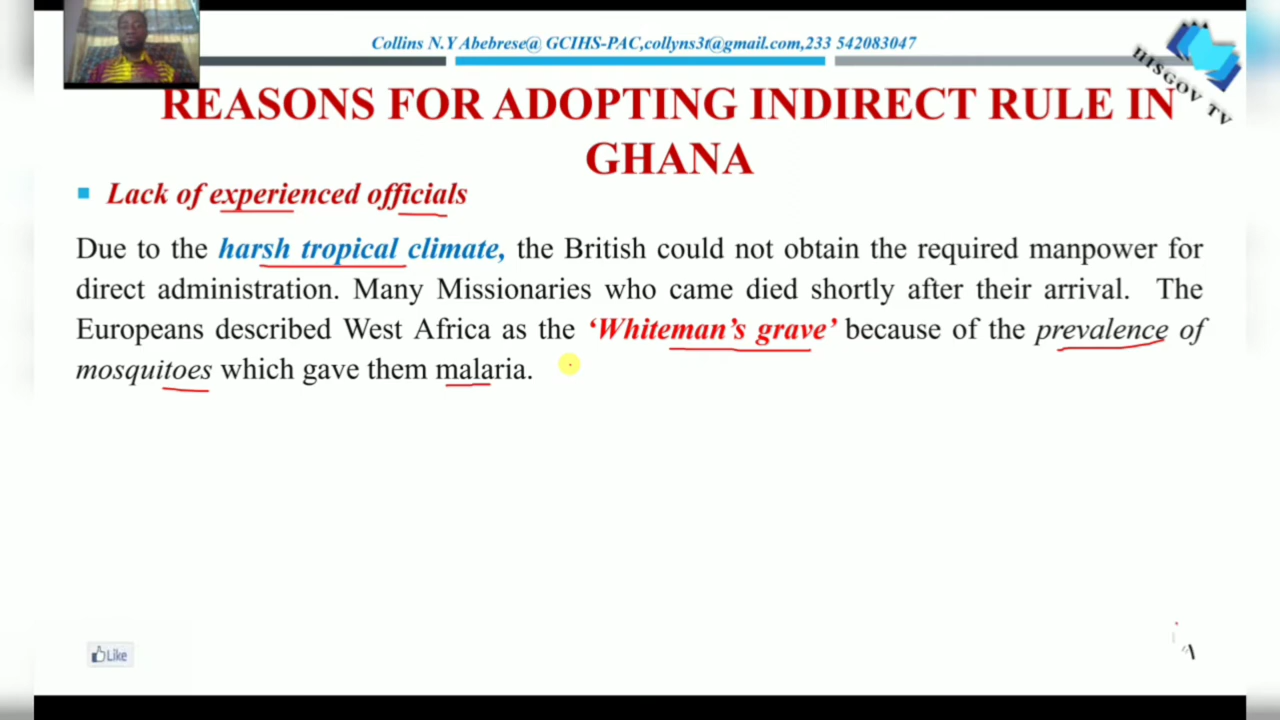 Collins N.Y Abebrese@ GCIHS-PAC,collyns3t@gmail.com,233 542083047
HISGOV TV
REASONS FOR ADOPTING INDIRECT RULE IN
GHANA
Lack of experienced officials
Due to the harsh tropical climate, the British could not obtain the required manpower for
direct administration. Many Missionaries who came died shortly after their arrival. The
Europeans described West Africa as the ‘Whiteman’s grave’ because of the prevalence of
mosquitoes which gave them malaria.
Like